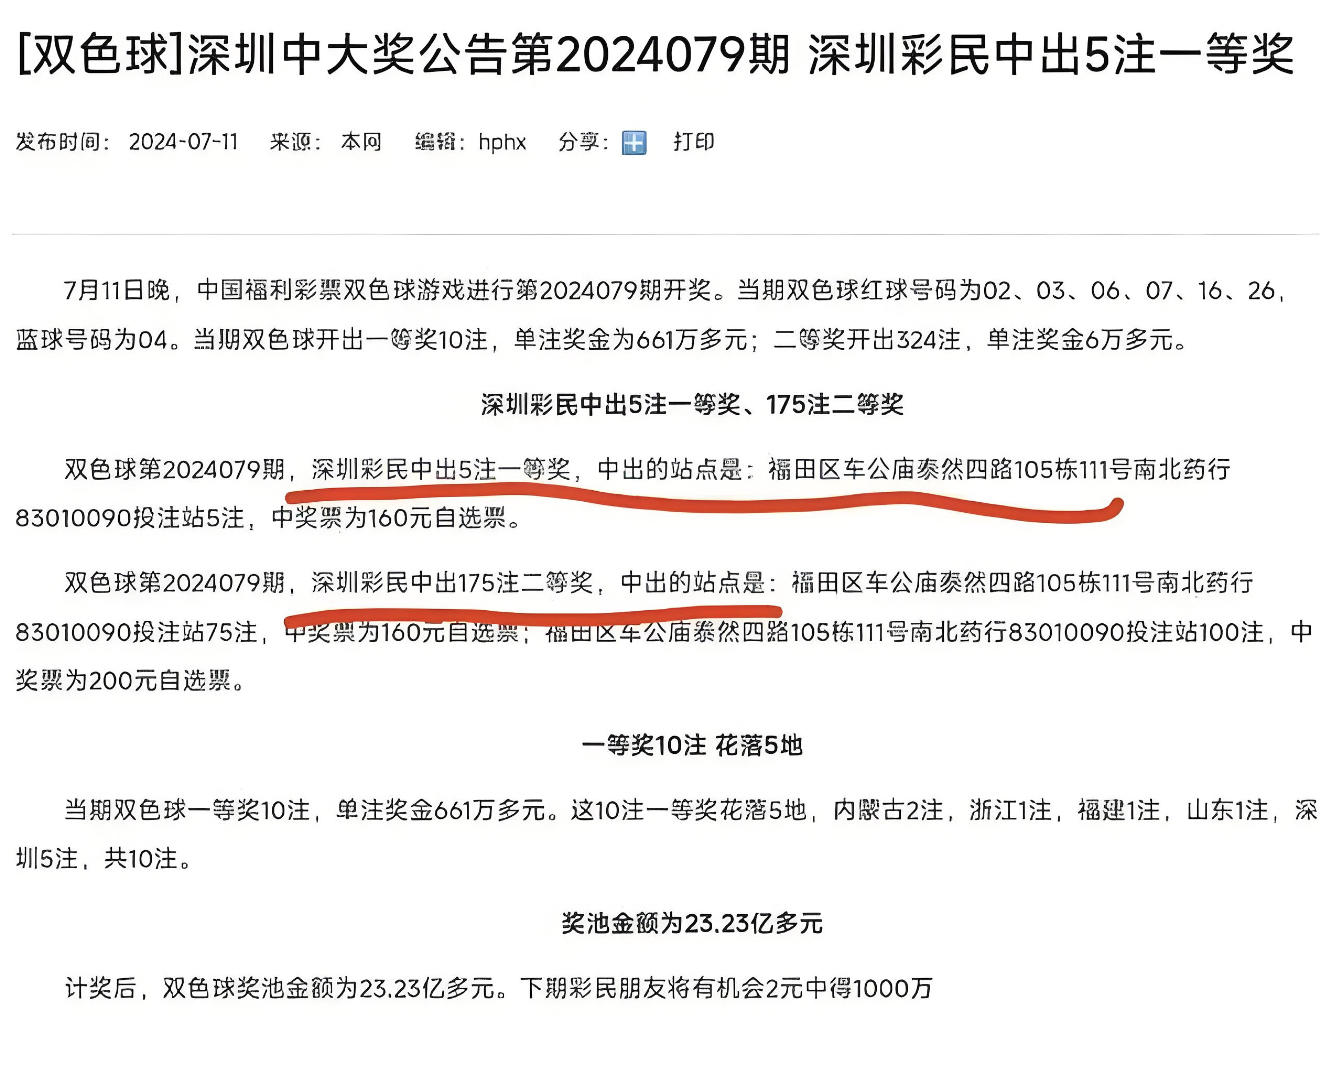 [双色球]深圳中大奖公告第2024079期 深圳彩民中出5注一等奖
发布时间： 2024-07-11 来源： 本网 编辑：hphx 分享： 打印
7月11日晚，中国福利彩票双色球游戏进行第2024079期开奖。当期双色球红球号码为02、03、06、07、16、26，
蓝球号码为04。当期双色球开出一等奖10注，单注奖金为661万多元；二等奖开出324注，单注奖金6万多元。
深圳彩民中出5注一等奖、175注二等奖
双色球第2024079期，深圳彩民中出5注一等奖，中出的站点是：福田区车公庙泰然四路105栋111号南北药行
83010090投注站5注，中奖票为160元自选票。
双色球第2024079期，深圳彩民中出175注二等奖，中出的站点是：福田区车公庙泰然四路105栋111号南北药行
83010090投注站75注，中奖票为160元自选票；福田区车公庙泰然四路105栋111号南北药行83010090投注站100注，中
奖票为200元自选票。
一等奖10注 花落5地
当期双色球一等奖10注，单注奖金661万多元。这10注一等奖花落5地，内蒙古2注，浙江1注，福建1注，山东1注，深
圳5注，共10注。
奖池金额为23.23亿多元
计奖后，双色球奖池金额为23.23亿多元。下期彩民朋友将有机会2元中得1000万